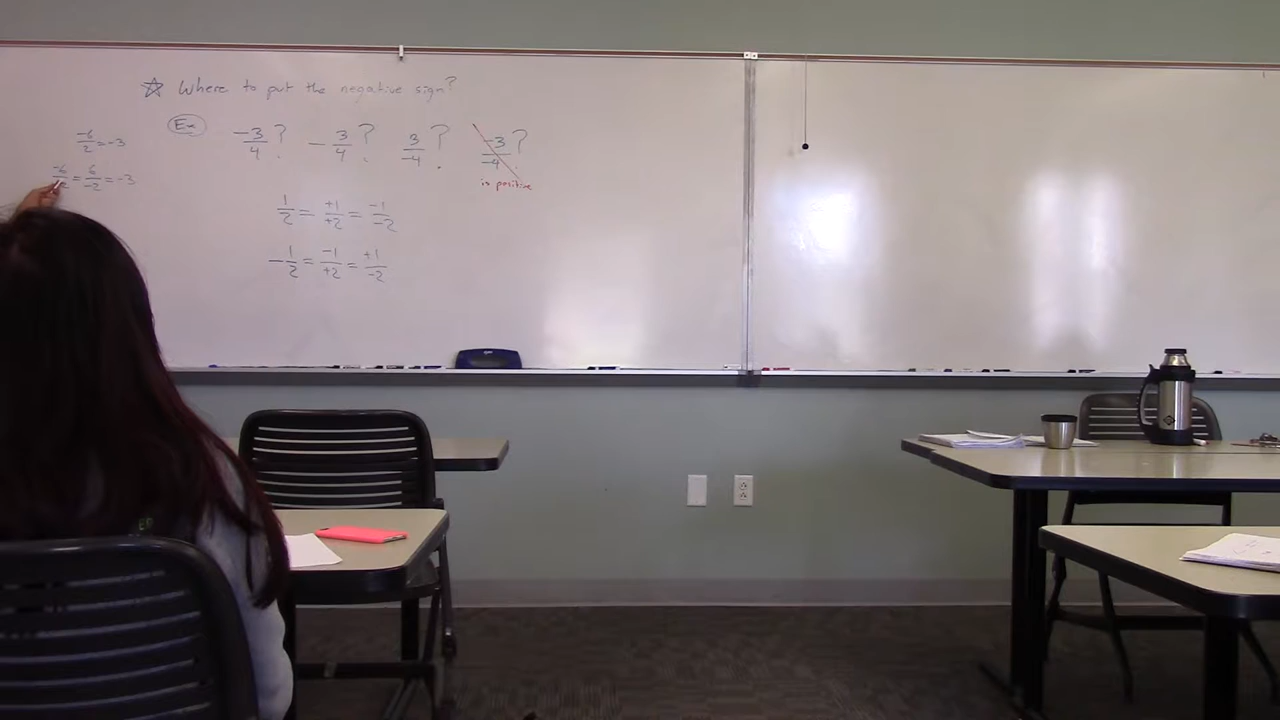 ☆ Where to put the negative sign?
Ex -3/4 ? - 3/4 ? 3/-4 ? -3/-4 ?
is positive
-6/2 = -3
-6/2 = 6/-2 = -3
1/2 = +1/+2 = -1/-2
- 1/2 = -1/+2 = +1/-2